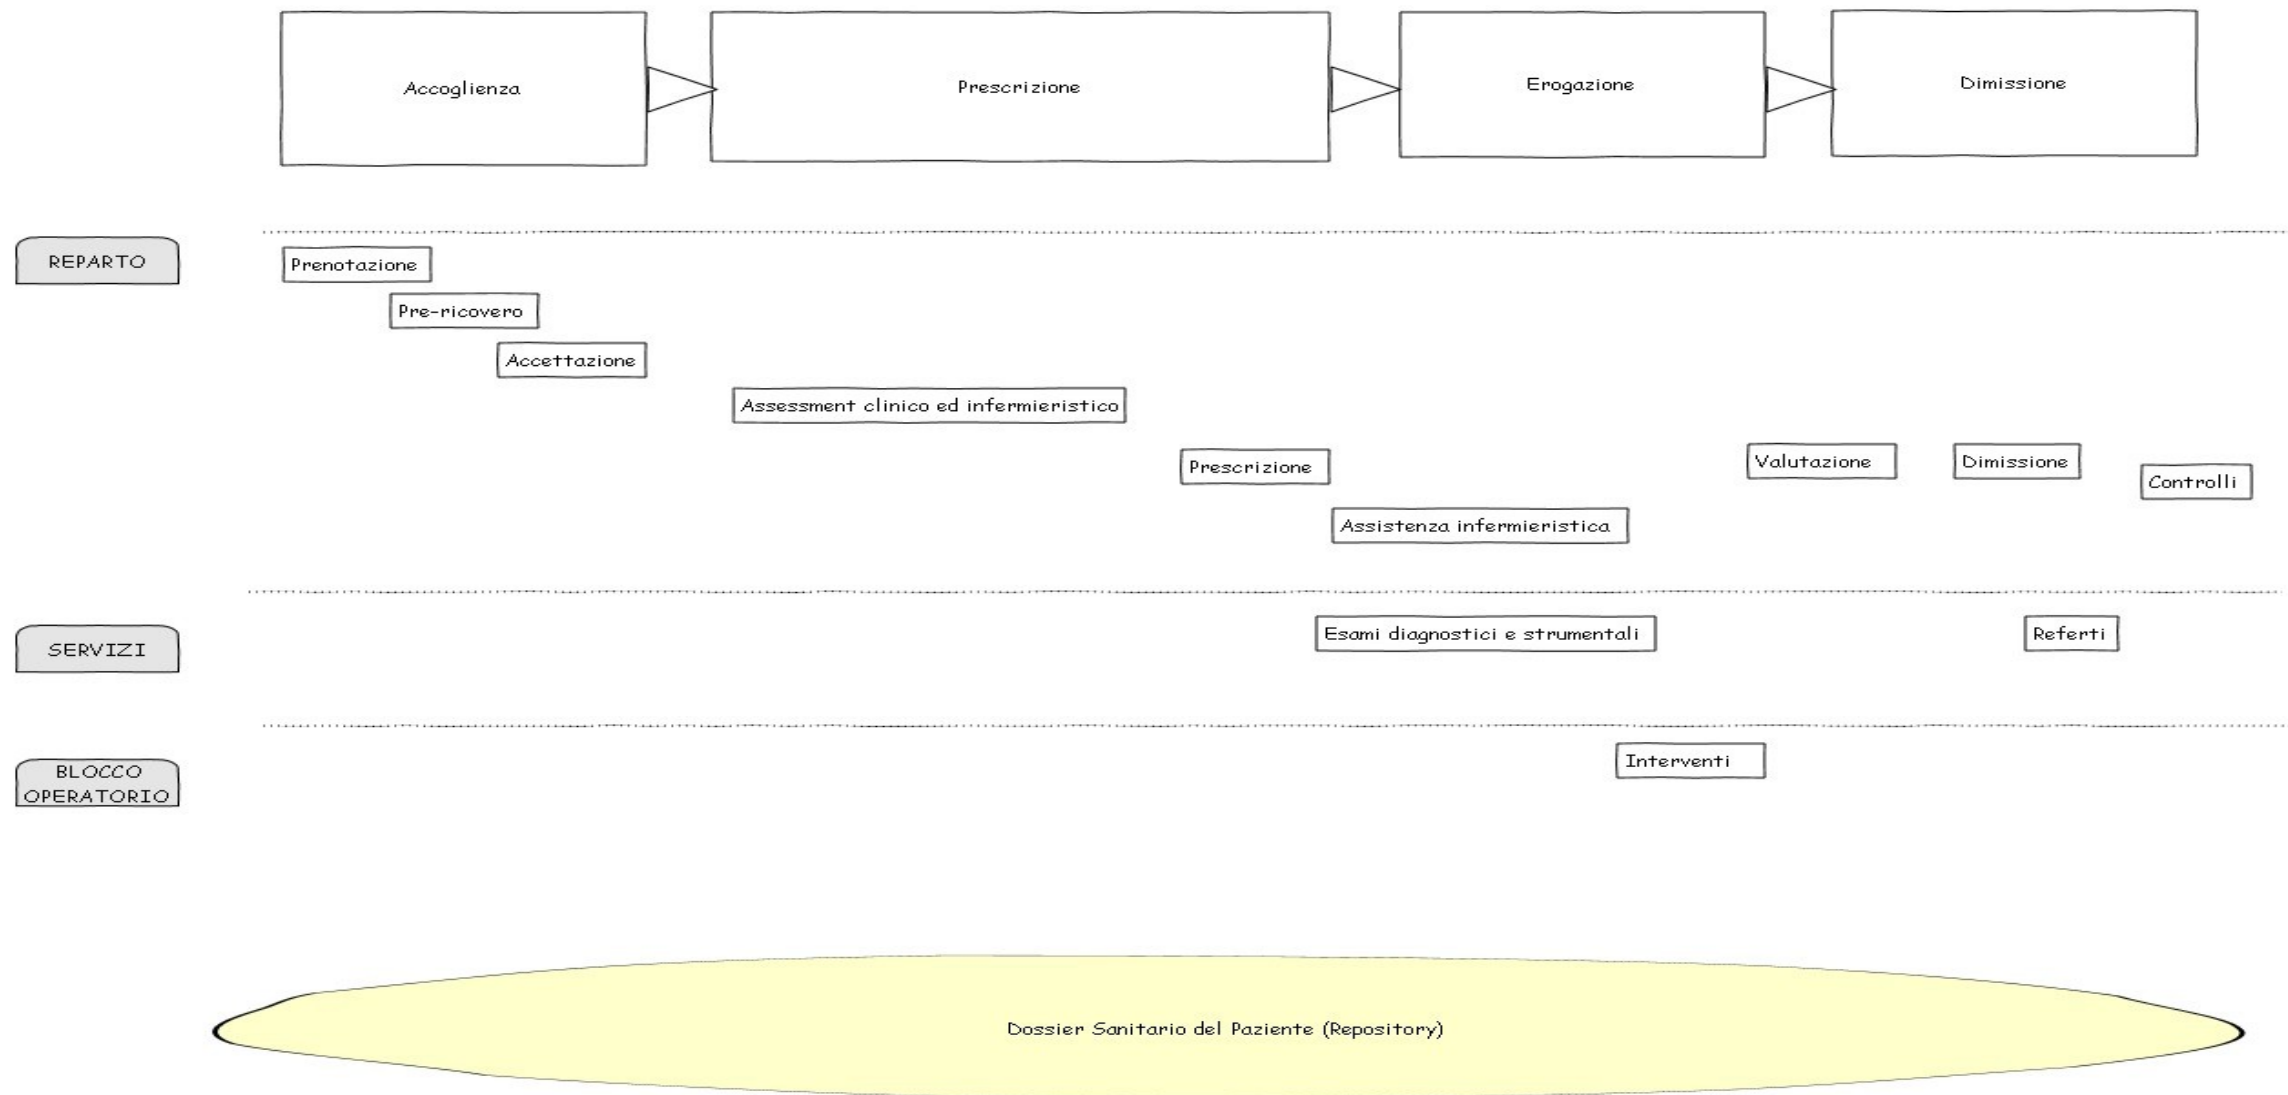 Accoglienza
Prescrizione
Erogazione
Dimissione
REPARTO
Prenotazione
Pre-ricovero
Accettazione
Assessment clinico ed infermieristico
Prescrizione
Valutazione
Dimissione
Controlli
Assistenza infermieristica
SERVIZI
Esami diagnostici e strumentali
Referti
BLOCCO
OPERATORIO
Interventi
Dossier Sanitario del Paziente (Repository)